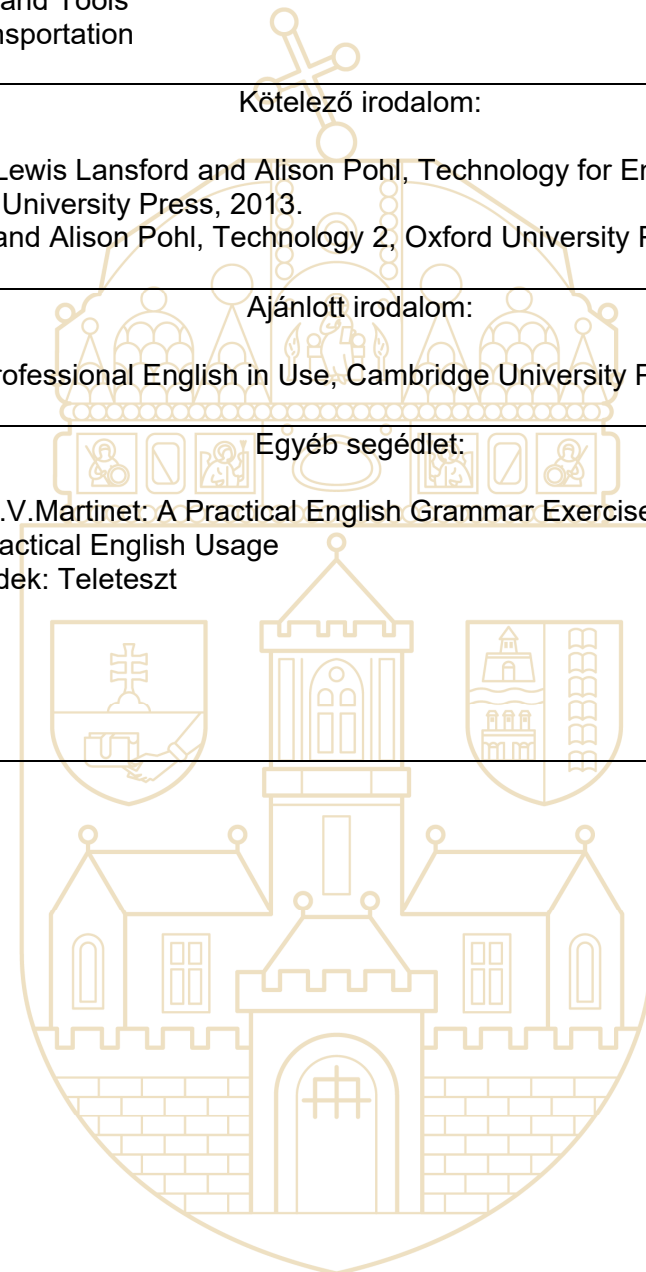 and Tools
nsportation
Kötelező irodalom:
Lewis Lansford and Alison Pohl, Technology for En
University Press, 2013.
and Alison Pohl, Technology 2, Oxford University P
Ajánlott irodalom:
rofessional English in Use, Cambridge University P
Egyéb segédlet:
.V.Martinet: A Practical English Grammar Exercise
actical English Usage
dek: Teleteszt